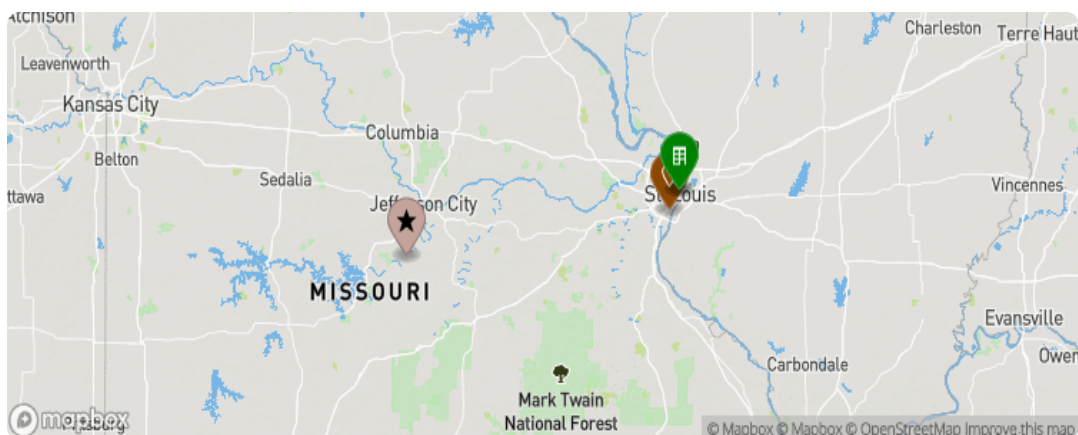 Atchison
Charleston
Terre Haut
Leavenworth
Kansas City
Columbia
Belton
Sedalia
Vincennes
ttawa
St. Louis
Jefferson City
MISSOURI
Evansville
Owen
Carbondale
Mark Twain
National Forest
mapbox
Pittsburg
© Mapbox © Mapbox © OpenStreetMap Improve this map